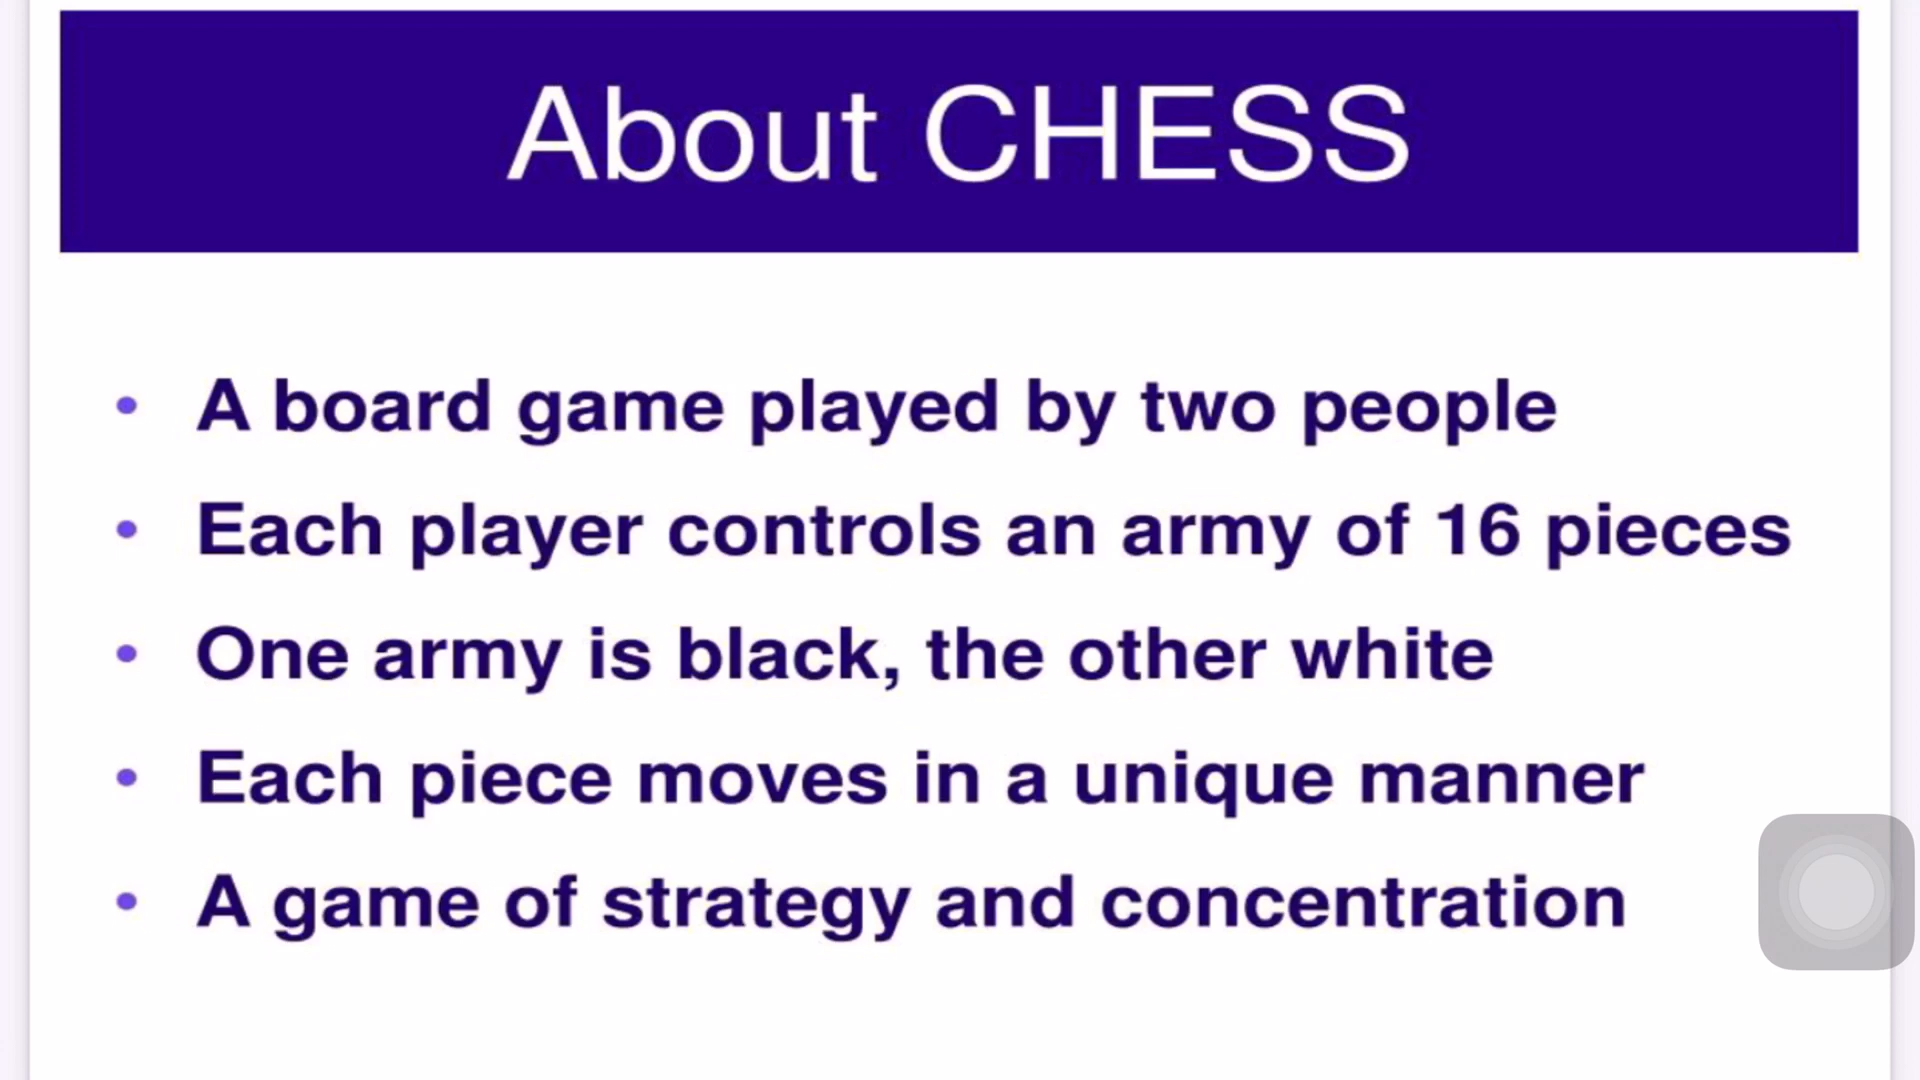 About CHESS
• A board game played by two people
• Each player controls an army of 16 pieces
• One army is black, the other white
• Each piece moves in a unique manner
• A game of strategy and concentration